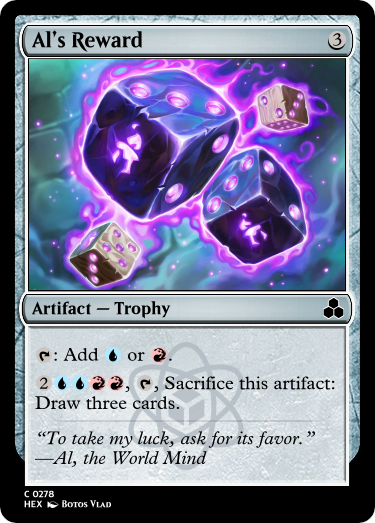 Al's Reward 3
Artifact — Trophy
: Add or .
2, , Sacrifice this artifact:
Draw three cards.
"To take my luck, ask for its favor."
—Al, the World Mind
C 0278
HEX Botos Vlad